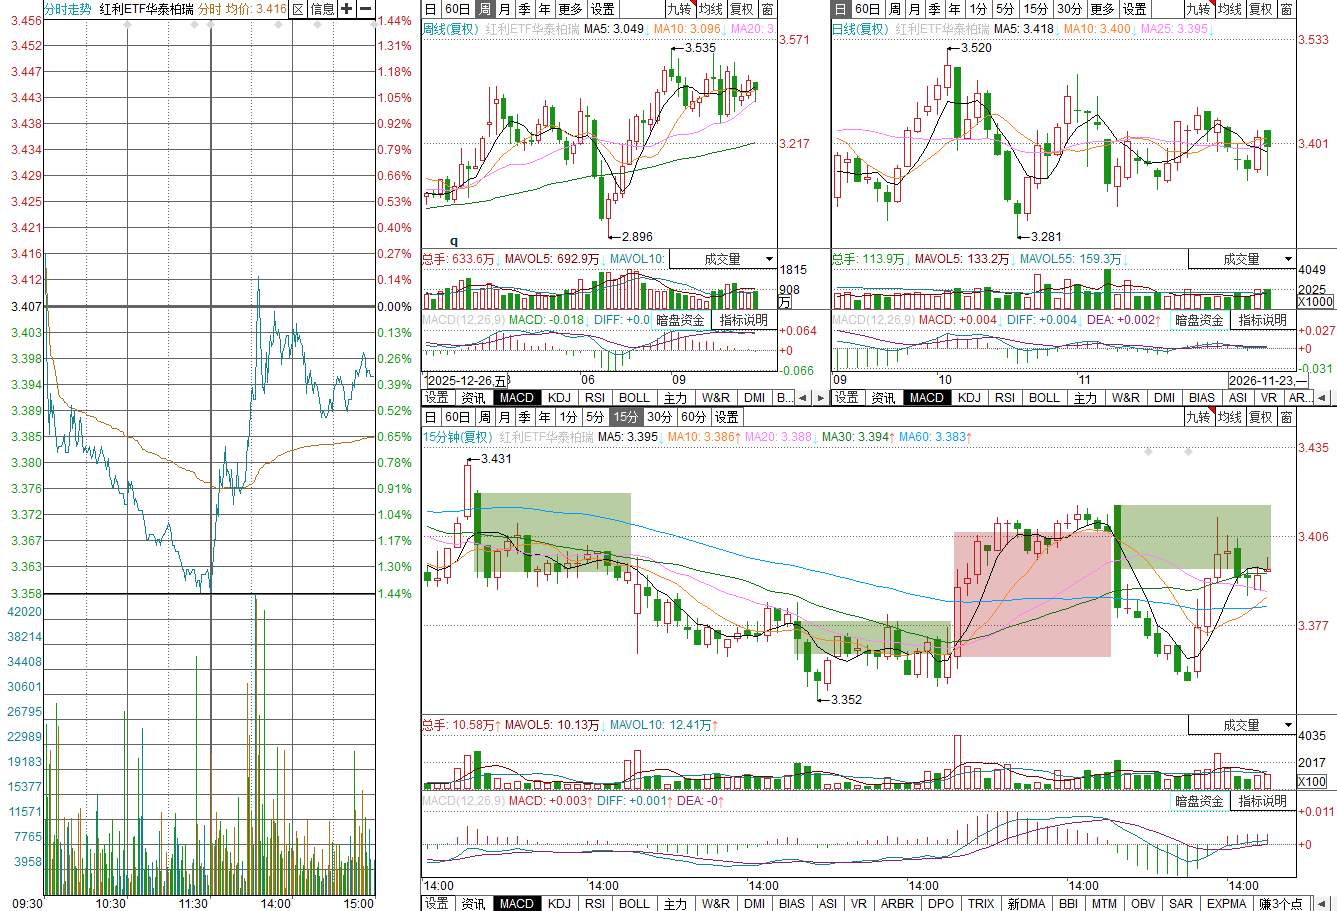 分时走势 红利ETF华泰柏瑞 分时 均价: 3.416 信息
3.456 1.44%
3.452 1.31%
3.447 1.18%
3.443 1.05%
3.438 0.92%
3.434 0.79%
3.429 0.66%
3.425 0.53%
3.421 0.40%
3.416 0.27%
3.412 0.14%
3.407 0.00%
3.403 0.13%
3.398 0.26%
3.394 0.39%
3.389 0.52%
3.385 0.65%
3.380 0.78%
3.376 0.91%
3.372 1.04%
3.367 1.17%
3.363 1.30%
3.358 1.44%
42020
38214
34408
30601
26795
22989
19183
15377
11571
7765
3958
09:30 10:30 11:30 14:00 15:00
日 60日 周 月 季 年 更多 设置 九转 均线 复权 窗
周线(复权) 红利ETF华泰柏瑞 MA5: 3.049↓ MA10: 3.096↓ MA20: 3.
3.571
3.535
3.217
2.896
q
总手: 633.6万↓ MAVOL5: 692.9万↓ MAVOL10: 成交量
1815
908
万
MACD(12,26,9) MACD: -0.018↓ DIFF: +0.0 暗盘资金 指标说明
+0.064
+0
-0.066
2025-12-26,五 06 09
设置 资讯 MACD KDJ RSI BOLL 主力 W&R DMI B...
日 60日 周 月 季 年 1分 5分 15分 30分 更多 设置 九转 均线 复权 窗
日线(复权) 红利ETF华泰柏瑞 MA5: 3.418↓ MA10: 3.400↓ MA25: 3.395↓
3.533
3.520
3.401
3.281
总手: 113.9万↓ MAVOL5: 133.2万↓ MAVOL55: 159.3万↓ 成交量
4049
2025
X1000
MACD(12,26,9) MACD: +0.004↓ DIFF: +0.004↓ DEA: +0.002↑ 暗盘资金 指标说明
+0.027
+0
-0.031
09 10 11 2026-11-23,一
设置 资讯 MACD KDJ RSI BOLL 主力 W&R DMI BIAS ASI VR AR...
日 60日 周 月 季 年 1分 5分 15分 30分 60分 设置 九转 均线 复权 窗
15分钟(复权) 红利ETF华泰柏瑞 MA5: 3.395↓ MA10: 3.386↑ MA20: 3.388↓ MA30: 3.394↑ MA60: 3.383↑
3.435
3.431
3.406
3.377
3.352
总手: 10.58万↑ MAVOL5: 10.13万↓ MAVOL10: 12.41万↑ 成交量
4035
2017
X100
MACD(12,26,9) MACD: +0.003↑ DIFF: +0.001↑ DEA: -0↑ 暗盘资金 指标说明
+0.011
+0
14:00 14:00 14:00 14:00 14:00 14:00
设置 资讯 MACD KDJ RSI BOLL 主力 W&R DMI BIAS ASI VR ARBR DPO TRIX 新DMA BBI MTM OBV SAR EXPMA 赚3个点